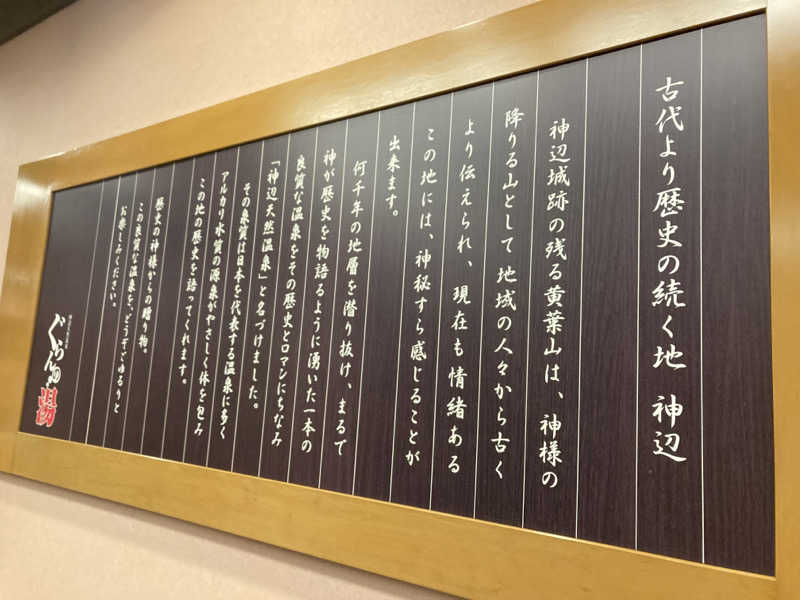 古代より歴史の続く地　神辺
神辺城跡の残る黄葉山は、神様の
降りる山として地域の人々から古く
より伝えられ、現在も情緒ある
この地には、神秘すら感じることが
出来ます。
何千年の地層を潜り抜け、まるで
神が歴史を物語るように湧いた一本の
良質な温泉をその歴史とロマンにちなみ
「神辺天然温泉」と名づけました。
その泉質は日本を代表する温泉に多く
アルカリ水質の源泉がやさしく体を包み
この地の歴史を語ってくれます。
歴史の神様からの贈り物。
この良質な温泉を、どうぞごゆるりと
お楽しみください。
ぐらんの湯